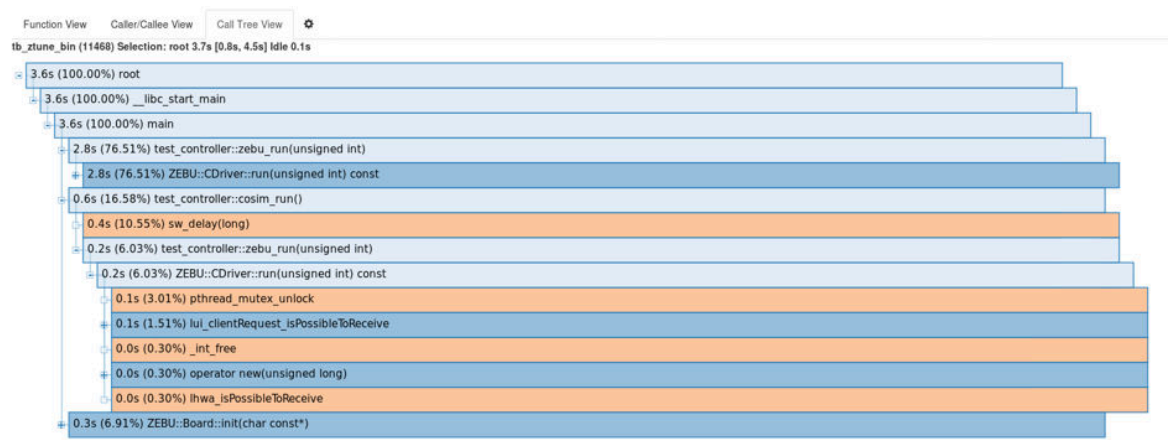 Function View Caller/Callee View Call Tree View
tb_ztune_bin (11468) Selection: root 3.7s [0.8s, 4.5s] Idle 0.1s
3.6s (100.00%) root
3.6s (100.00%) __libc_start_main
3.6s (100.00%) main
2.8s (76.51%) test_controller::zebu_run(unsigned int)
2.8s (76.51%) ZEBU::CDriver::run(unsigned int) const
0.6s (16.58%) test_controller::cosim_run()
0.4s (10.55%) sw_delay(long)
0.2s (6.03%) test_controller::zebu_run(unsigned int)
0.2s (6.03%) ZEBU::CDriver::run(unsigned int) const
0.1s (3.01%) pthread_mutex_unlock
0.1s (1.51%) lui_clientRequest_isPossibleToReceive
0.0s (0.30%) _int_free
0.0s (0.30%) operator new(unsigned long)
0.0s (0.30%) lhwa_isPossibleToReceive
0.3s (6.91%) ZEBU::Board::init(char const*)